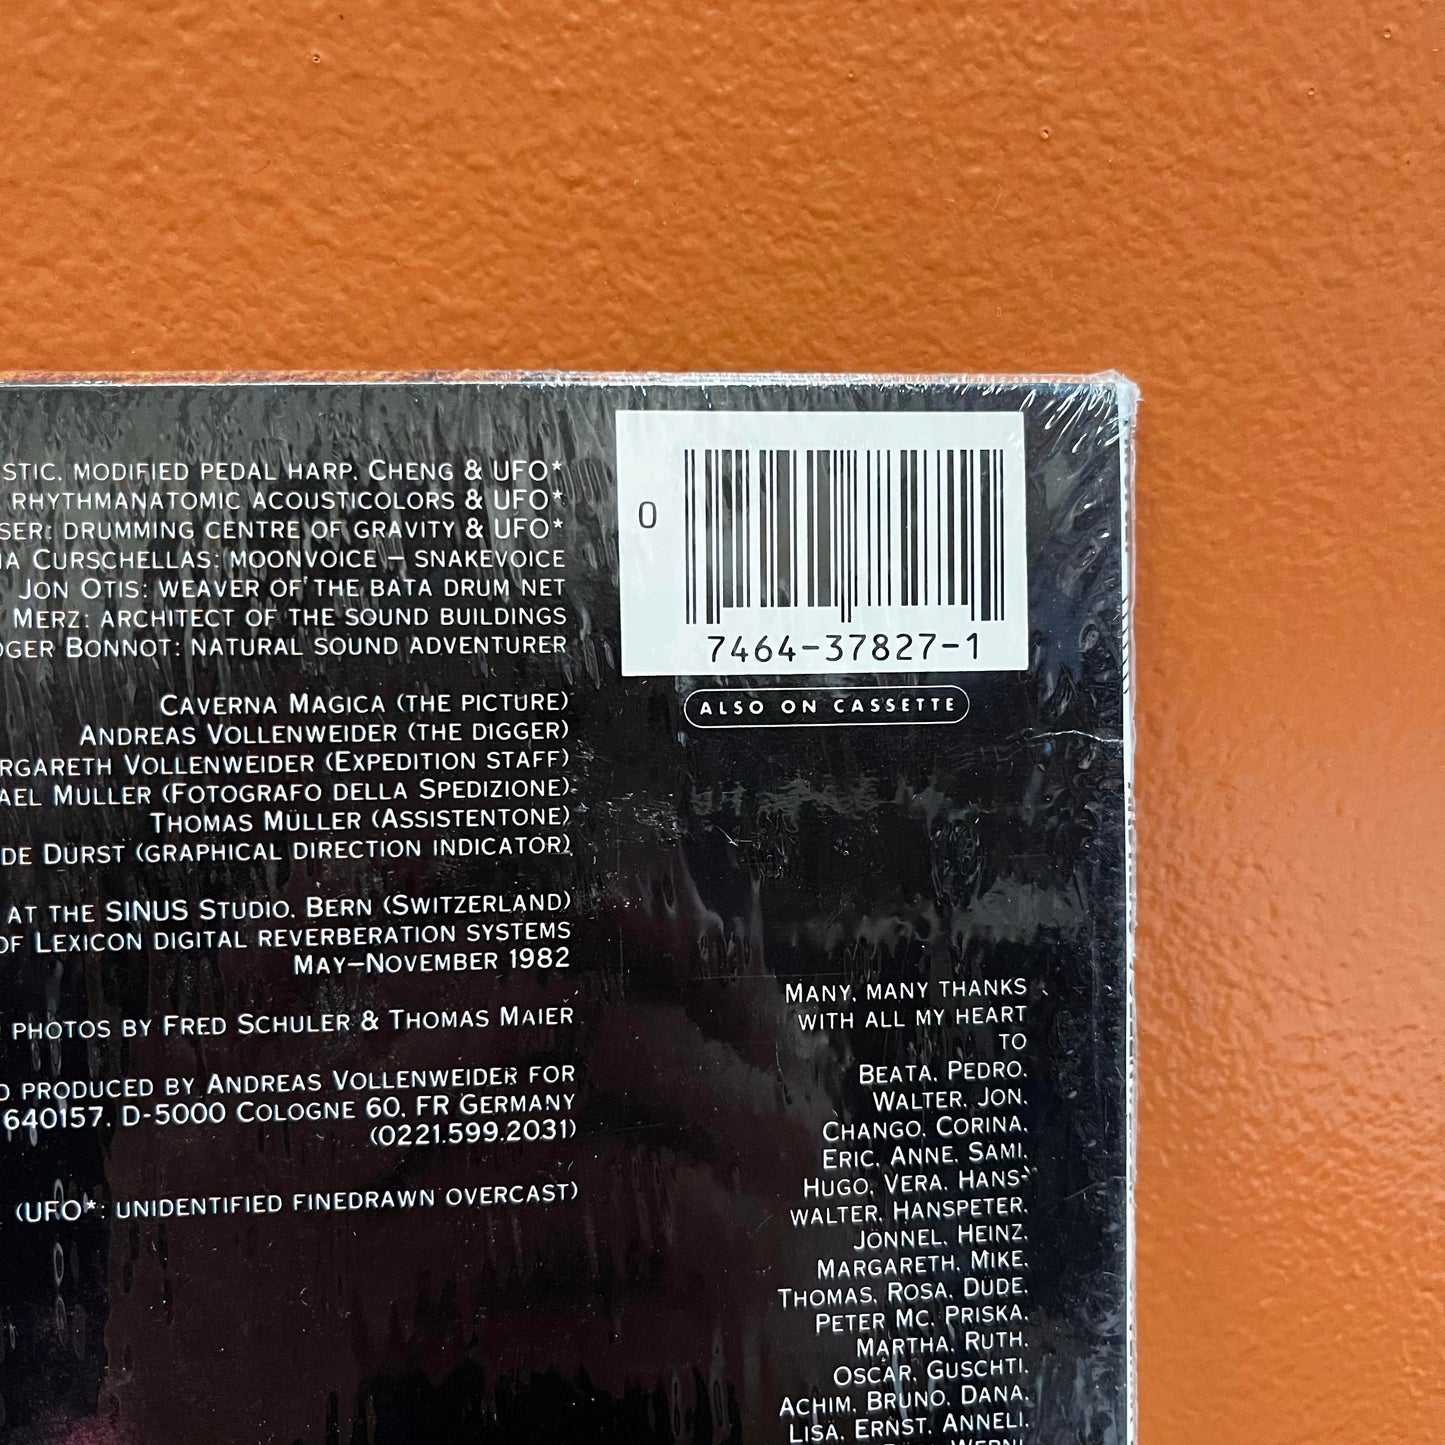 MODIFIED PEDAL HARP, CHENG & UFO*
RHYTHMANATOMIC ACOUSTICOLORS & UFO*
DRUMMING CENTRE OF GRAVITY & UFO*
CURSCHELLAS: MOONVOICE – SNAKEVOICE
JON OTIS: WEAVER OF THE BATA DRUM NET
MERZ: ARCHITECT OF THE SOUND BUILDINGS
BONNOT: NATURAL SOUND ADVENTURER
CAVERNA MAGICA (THE PICTURE)
ANDREAS VOLLENWEIDER (THE DIGGER)
VOLLENWEIDER (EXPEDITION STAFF)
MULLER (FOTOGRAFO DELLA SPEDIZIONE)
THOMAS MÜLLER (ASSISTENTONE)
DURST (GRAPHICAL DIRECTION INDICATOR)
AT THE SINUS STUDIO, BERN (SWITZERLAND)
OF LEXICON DIGITAL REVERBERATION SYSTEMS
MAY–NOVEMBER 1982
PHOTOS BY FRED SCHULER & THOMAS MAIER
PRODUCED BY ANDREAS VOLLENWEIDER FOR
640157, D-5000 COLOGNE 60, FR GERMANY
(0221.599.2031)
(UFO*: UNIDENTIFIED FINEDRAWN OVERCAST)
0
7464-37827-1
ALSO ON CASSETTE
MANY, MANY THANKS
WITH ALL MY HEART
TO
BEATA, PEDRO,
WALTER, JON,
CHANGO, CORINA,
ERIC, ANNE, SAMI,
HUGO, VERA, HANS-
WALTER, HANSPETER,
JONNEL, HEINZ,
MARGARETH, MIKE,
THOMAS, ROSA, DUDE,
PETER MC, PRISKA,
MARTHA, RUTH,
OSCAR, GUSCHTI,
ACHIM, BRUNO, DANA,
LISA, ERNST, ANNELI,